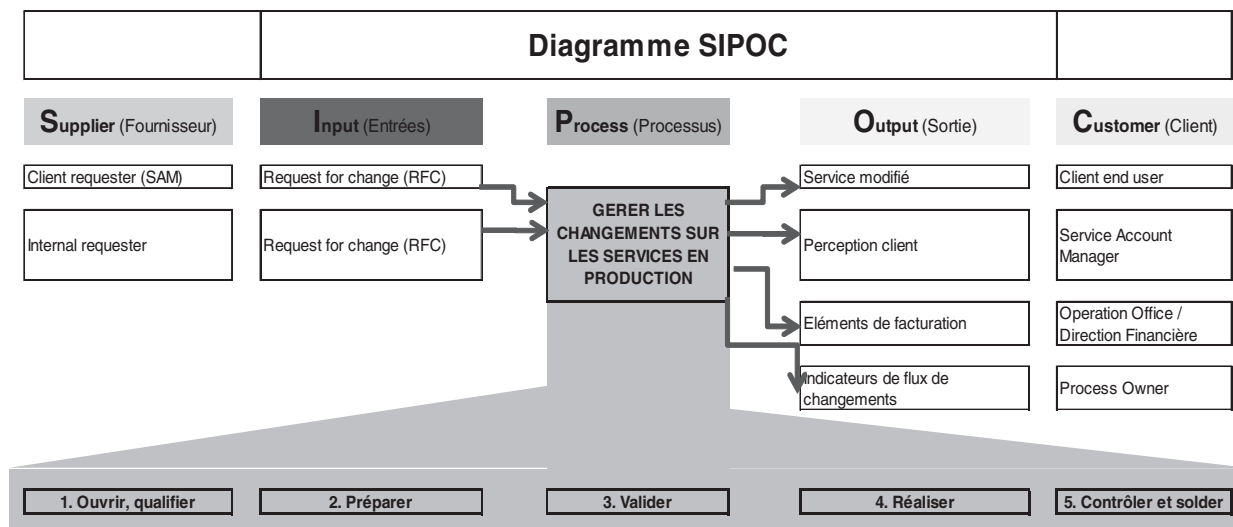 Diagramme SIPOC
Supplier (Fournisseur)
Input (Entrées)
Process (Processus)
Output (Sortie)
Customer (Client)
Client requester (SAM)
Request for change (RFC)
Service modifié
Client end user
Internal requester
Request for change (RFC)
GERER LES
CHANGEMENTS SUR
LES SERVICES EN
PRODUCTION
Perception client
Service Account
Manager
Eléments de facturation
Operation Office /
Direction Financière
Indicateurs de flux de
changements
Process Owner
1. Ouvrir, qualifier
2. Préparer
3. Valider
4. Réaliser
5. Contrôler et solder